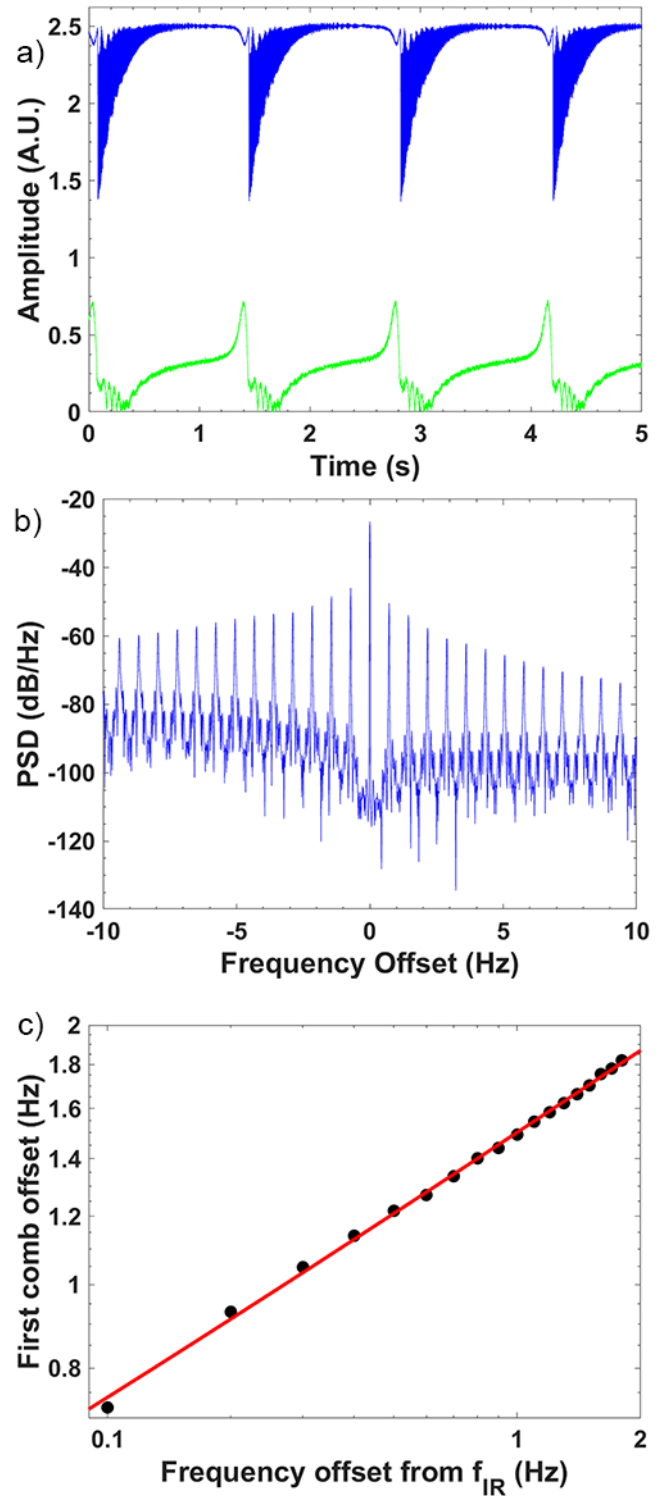 a)
2.5
2
1.5
1
0.5
0
Amplitude (A.U.)
0 1 2 3 4 5
Time (s)
b)
-20
-40
-60
-80
-100
-120
-140
PSD (dB/Hz)
-10 -5 0 5 10
Frequency Offset (Hz)
c)
2
1.8
1.6
1.4
1.2
1
0.8
First comb offset (Hz)
0.1 1 2
Frequency offset from f_IR (Hz)